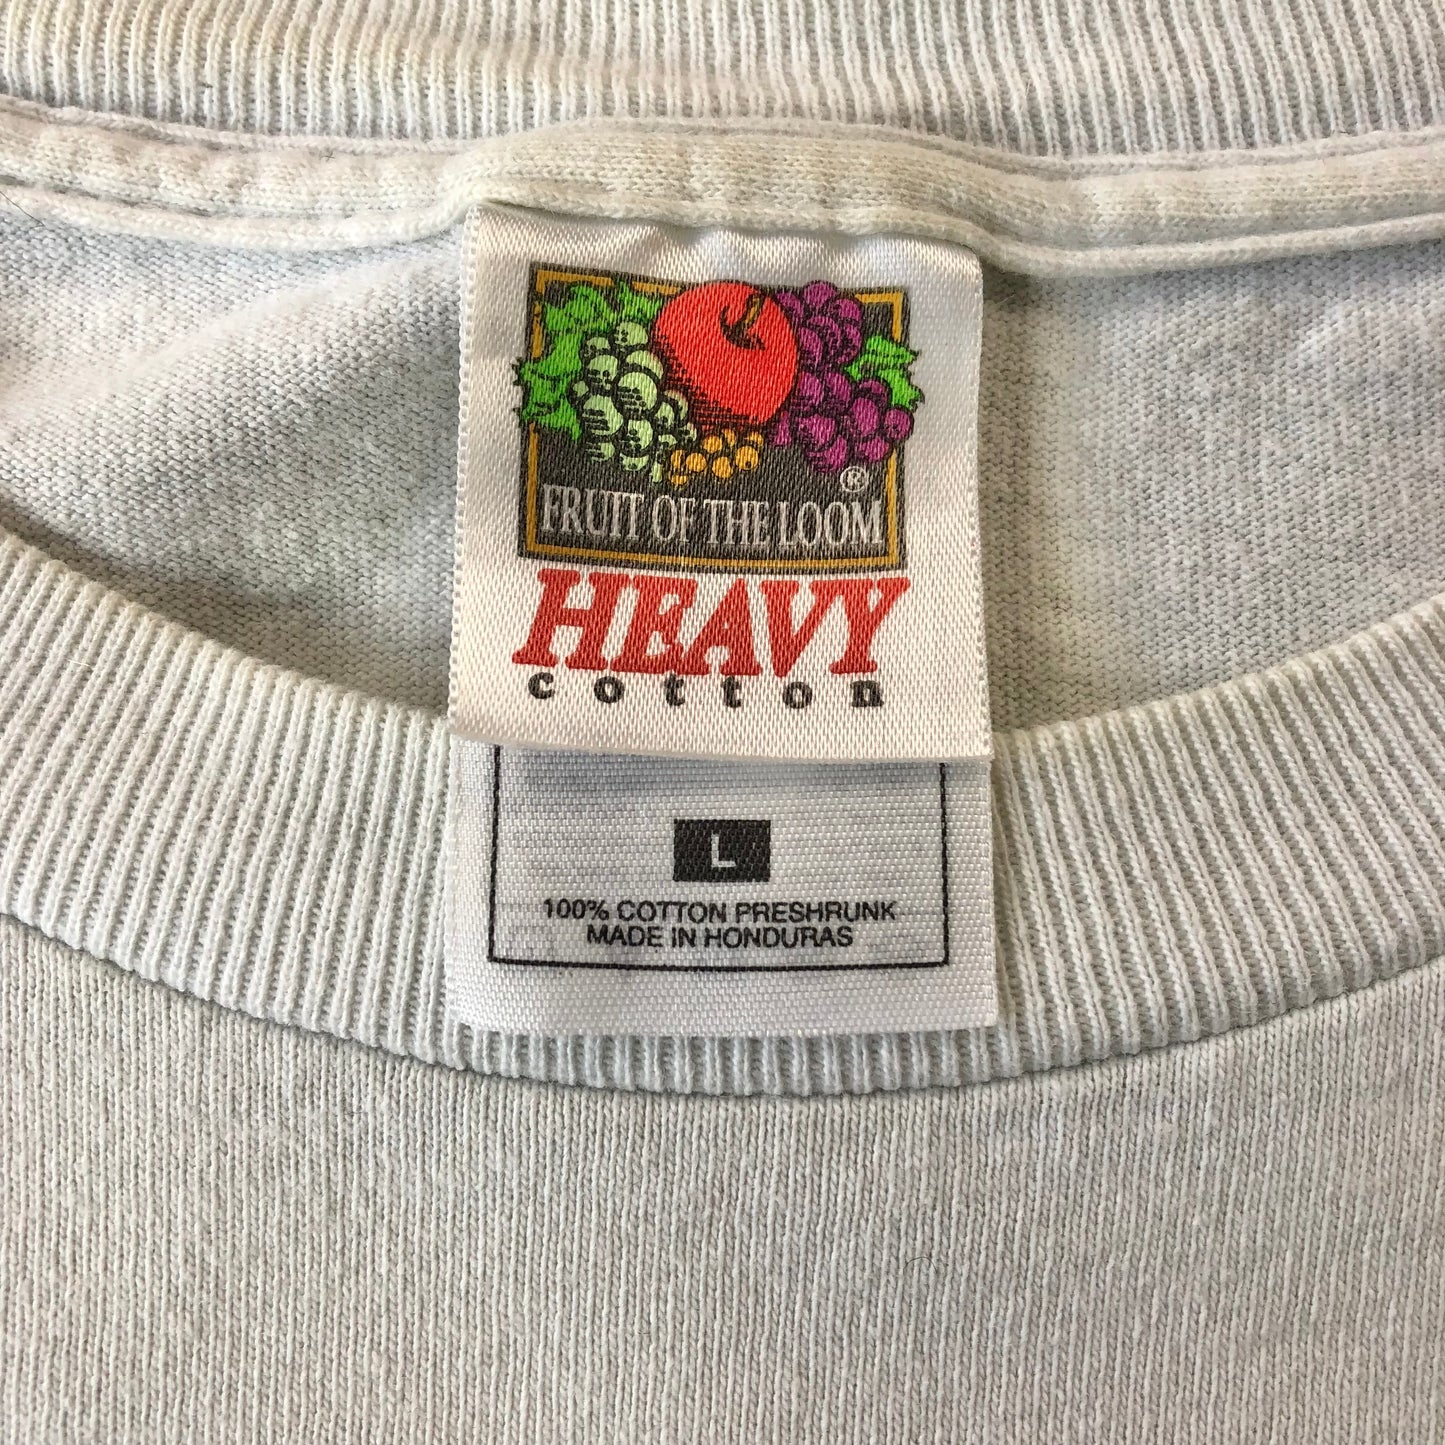 ®
FRUIT OF THE LOOM
HEAVY
cotton
L
100% COTTON PRESHRUNK
MADE IN HONDURAS